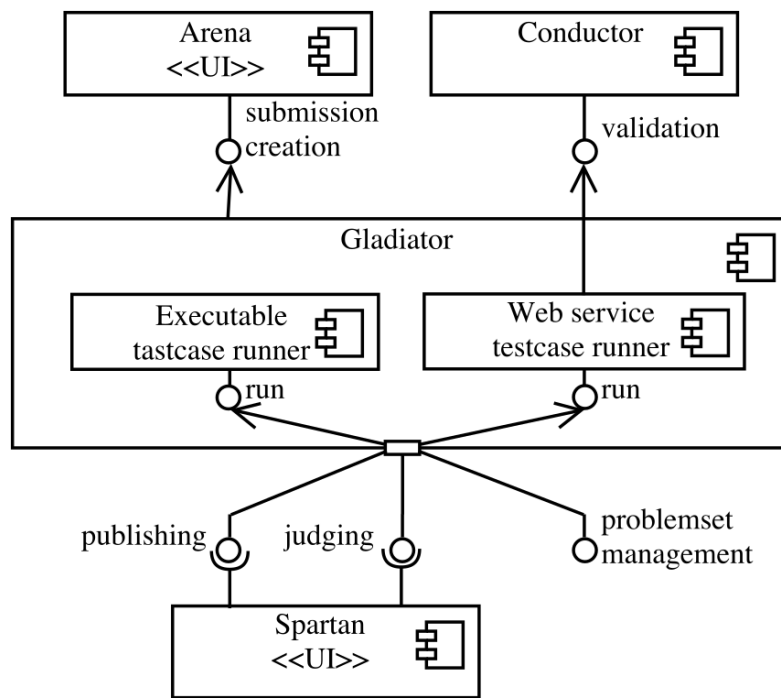 Arena
<<UI>>
Conductor
submission
creation
validation
Gladiator
Executable
tastcase runner
Web service
testcase runner
run
run
publishing
judging
problemset
management
Spartan
<<UI>>